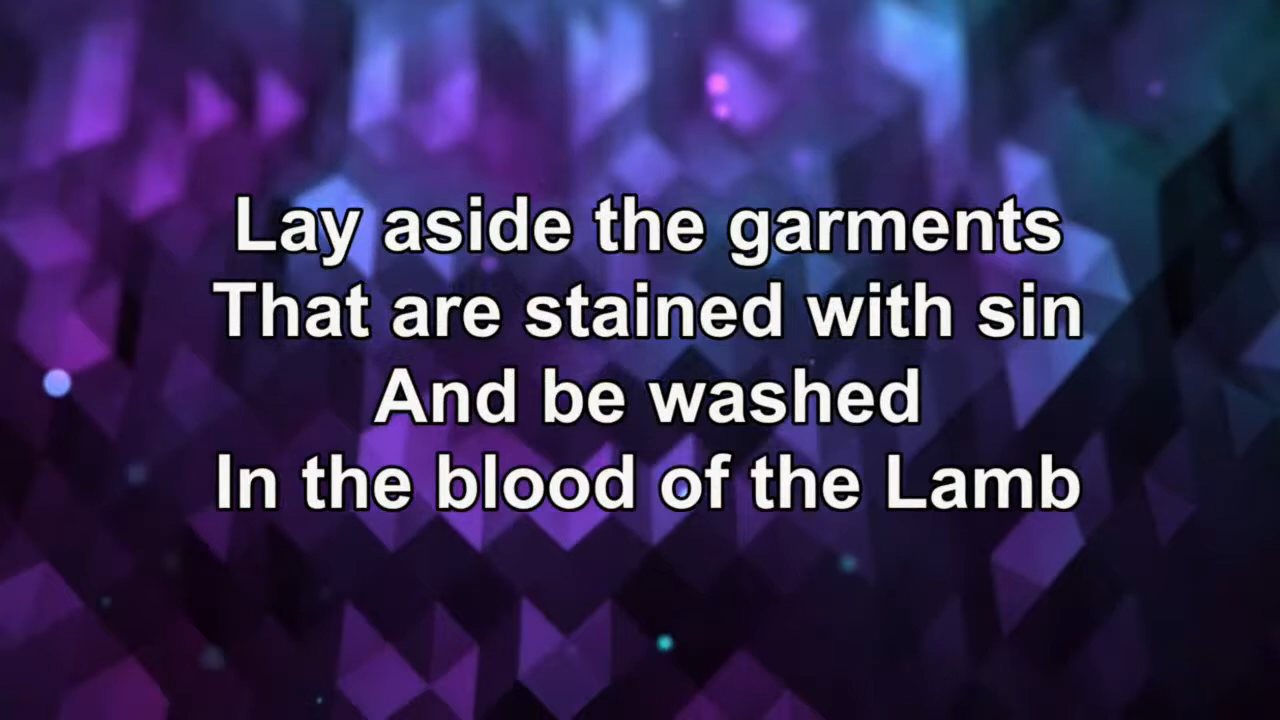 Lay aside the garments
That are stained with sin
And be washed
In the blood of the Lamb